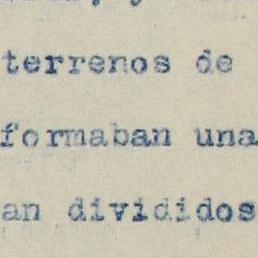 terrenos de
formaban una
an divididos